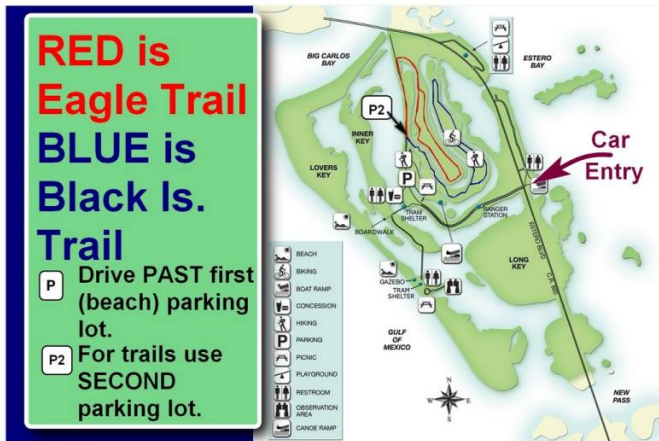 RED is
Eagle Trail
BLUE is
Black Is.
Trail
P Drive PAST first
(beach) parking
lot.
P2 For trails use
SECOND
parking lot.
BIG CARLOS
BAY
ESTERO
BAY
P2
INNER
KEY
LOVERS
KEY
P
Car
Entry
TRAM
SHELTER
RANGER
STATION
BOARDWALK
ESTERO BLVD
C.R. 865
LONG
KEY
GAZEBO
TRAM
SHELTER
GULF
OF
MEXICO
NEW
PASS
N
W E
S
BEACH
BIKING
BOAT RAMP
CONCESSION
HIKING
P PARKING
PICNIC
PLAYGROUND
RESTROOM
OBSERVATION
AREA
CANOE RAMP